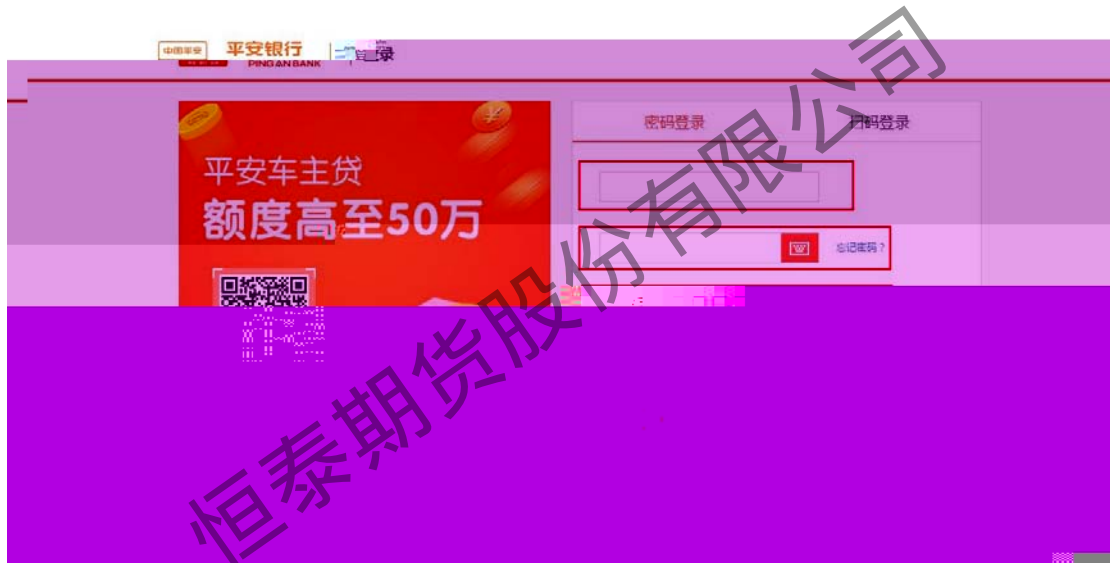 中国平安 平安银行
PING AN BANK
密码登录 扫码登录
平安车主贷
额度高至50万
忘记密码？
恒泰期货股份有限公司